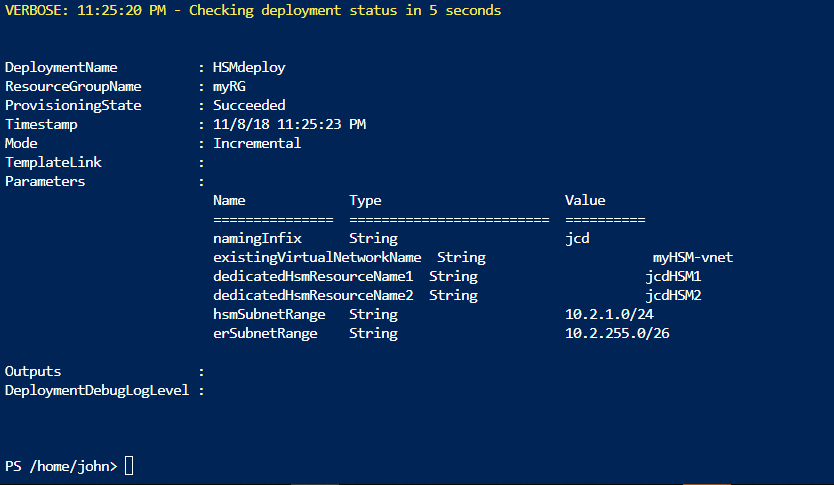 VERBOSE: 11:25:20 PM - Checking deployment status in 5 seconds
DeploymentName          : HSMdeploy
ResourceGroupName       : myRG
ProvisioningState       : Succeeded
Timestamp               : 11/8/18 11:25:23 PM
Mode                    : Incremental
TemplateLink            :
Parameters              :
                          Name             Type                       Value
                          ===============  =========================  ==========
                          namingInfix      String                     jcd
                          existingVirtualNetworkName  String                     myHSM-vnet
                          dedicatedHsmResourceName1  String                     jcdHSM1
                          dedicatedHsmResourceName2  String                     jcdHSM2
                          hsmSubnetRange   String                     10.2.1.0/24
                          erSubnetRange    String                     10.2.255.0/26
Outputs                 :
DeploymentDebugLogLevel :
PS /home/john>